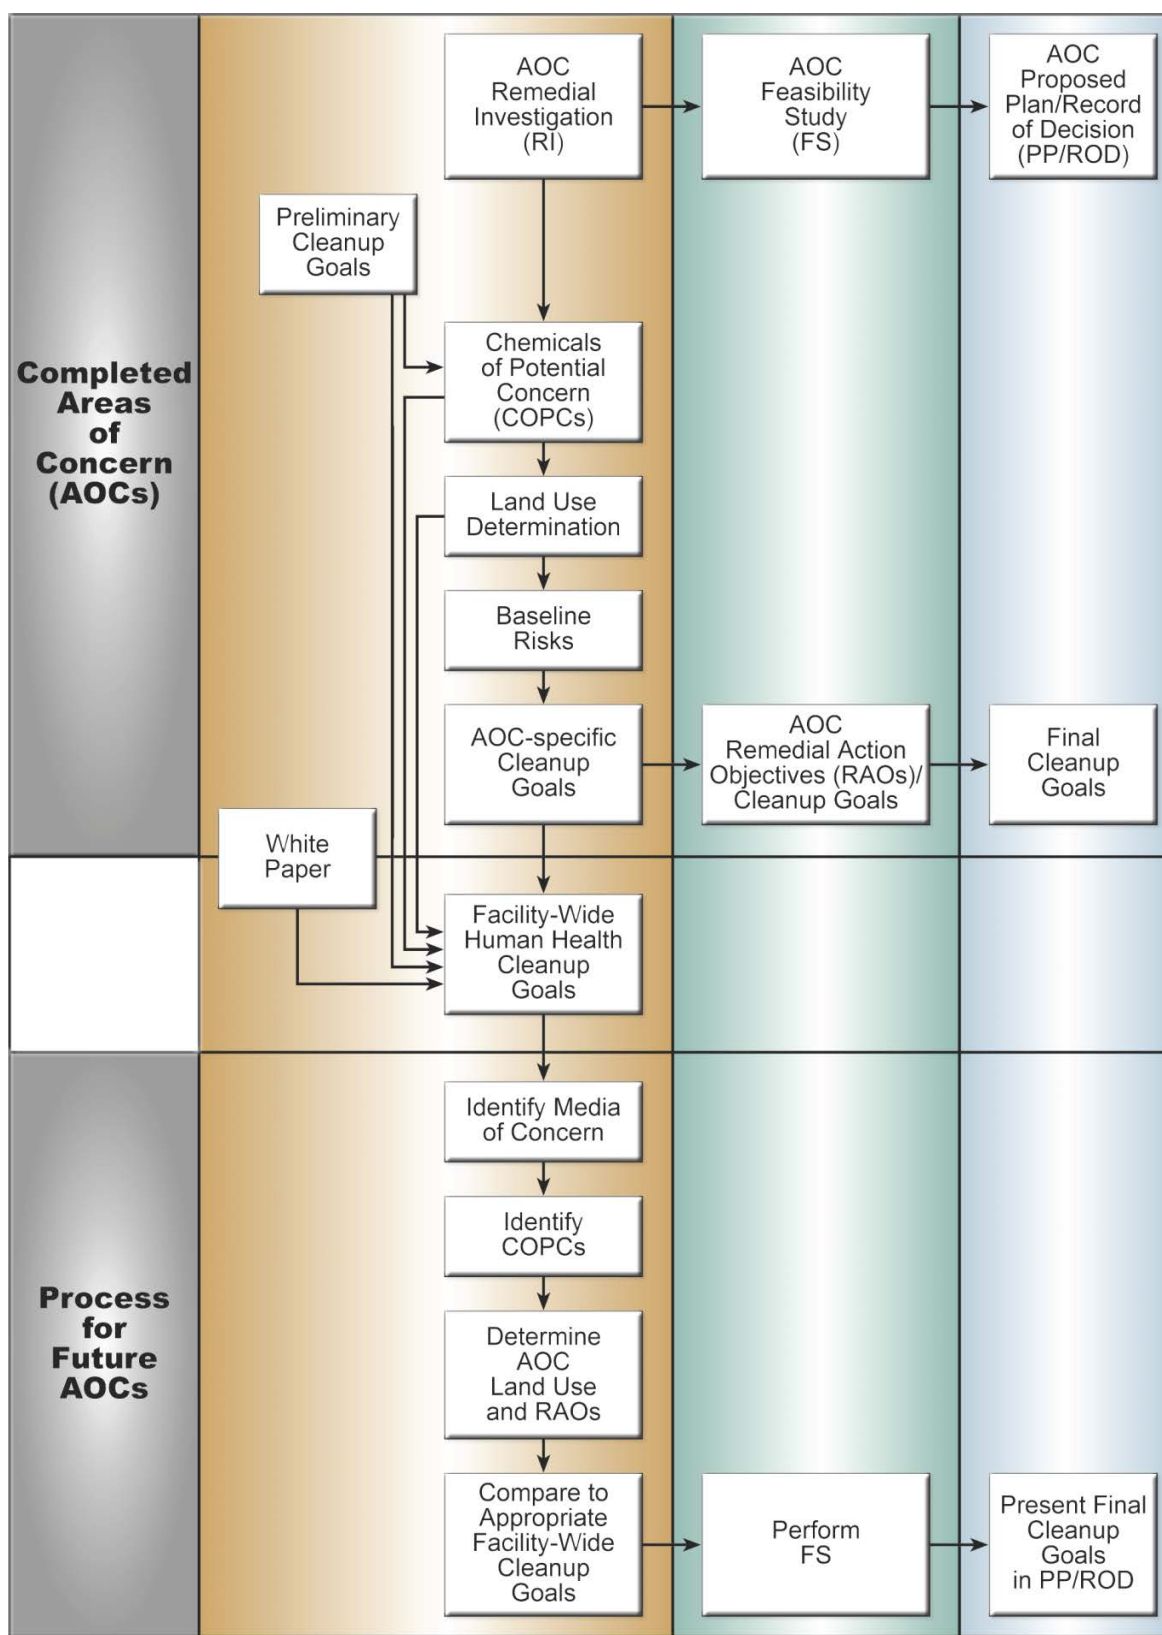 AOC
Remedial
Investigation
(RI)
AOC
Feasibility
Study
(FS)
AOC
Proposed
Plan/Record
of Decision
(PP/ROD)
Preliminary
Cleanup
Goals
Completed
Areas
of
Concern
(AOCs)
Chemicals
of Potential
Concern
(COPCs)
Land Use
Determination
Baseline
Risks
AOC-specific
Cleanup
Goals
AOC
Remedial Action
Objectives (RAOs)/
Cleanup Goals
Final
Cleanup
Goals
White
Paper
Facility-Wide
Human Health
Cleanup
Goals
Process
for
Future
AOCs
Identify Media
of Concern
Identify
COPCs
Determine
AOC
Land Use
and RAOs
Compare to
Appropriate
Facility-Wide
Cleanup
Goals
Perform
FS
Present Final
Cleanup
Goals
in PP/ROD